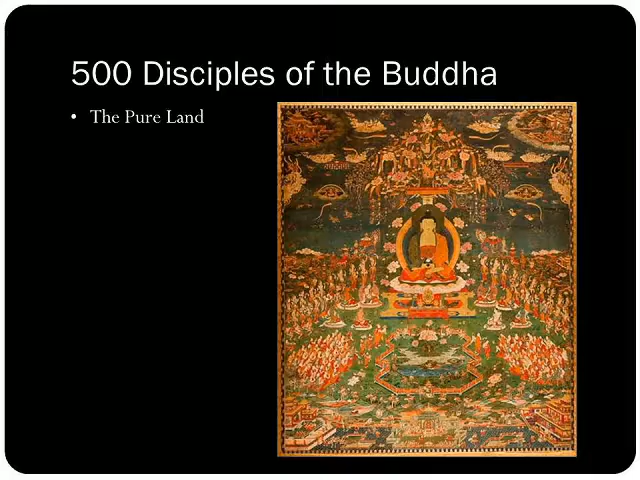 500 Disciples of the Buddha
• The Pure Land